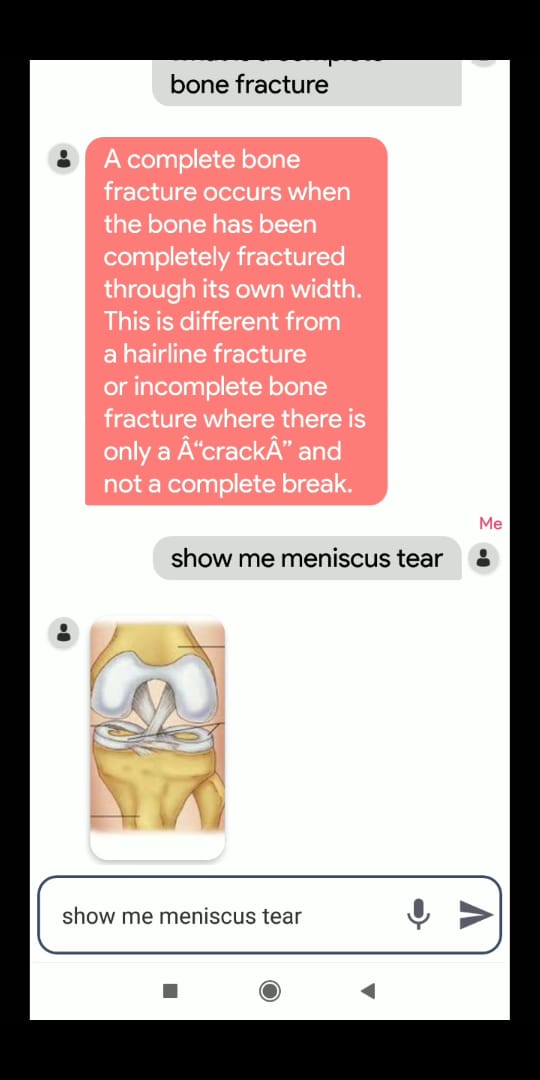 bone fracture
A complete bone
fracture occurs when
the bone has been
completely fractured
through its own width.
This is different from
a hairline fracture
or incomplete bone
fracture where there is
only a Â“crackÂ” and
not a complete break.
Me
show me meniscus tear
show me meniscus tear